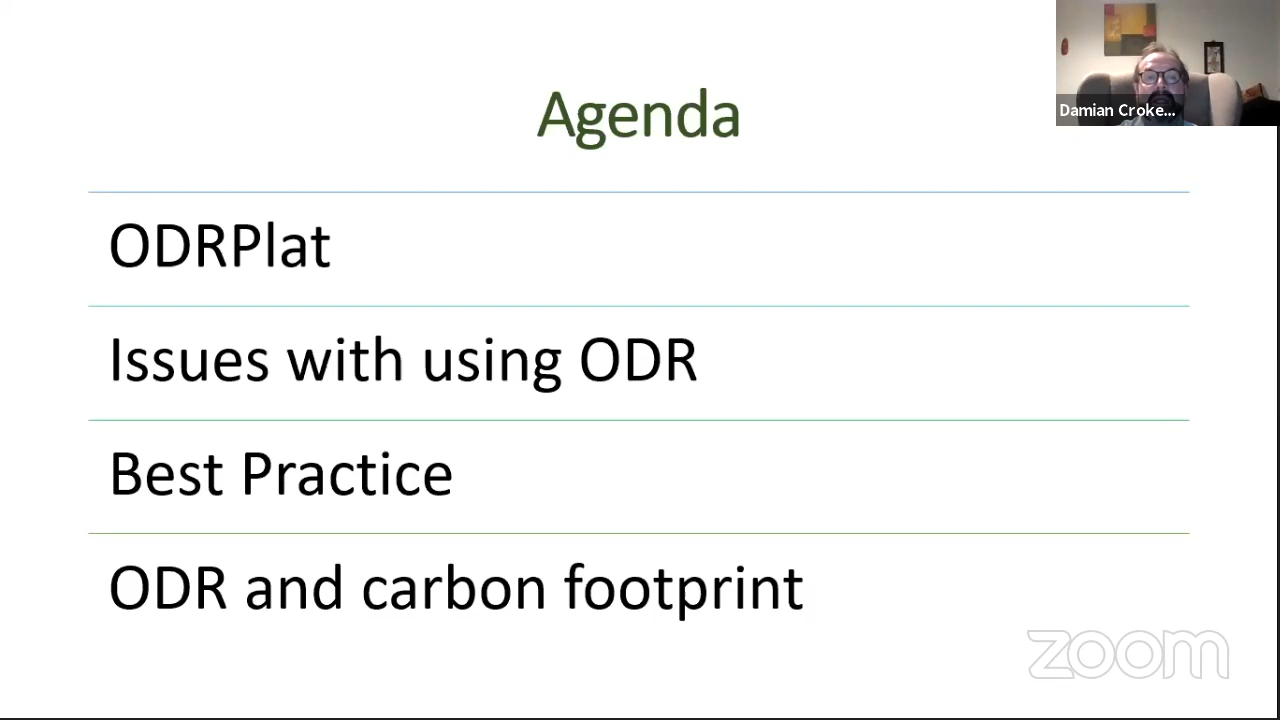 Agenda
Damian Croke...
ODRPlat
Issues with using ODR
Best Practice
ODR and carbon footprint
zoom